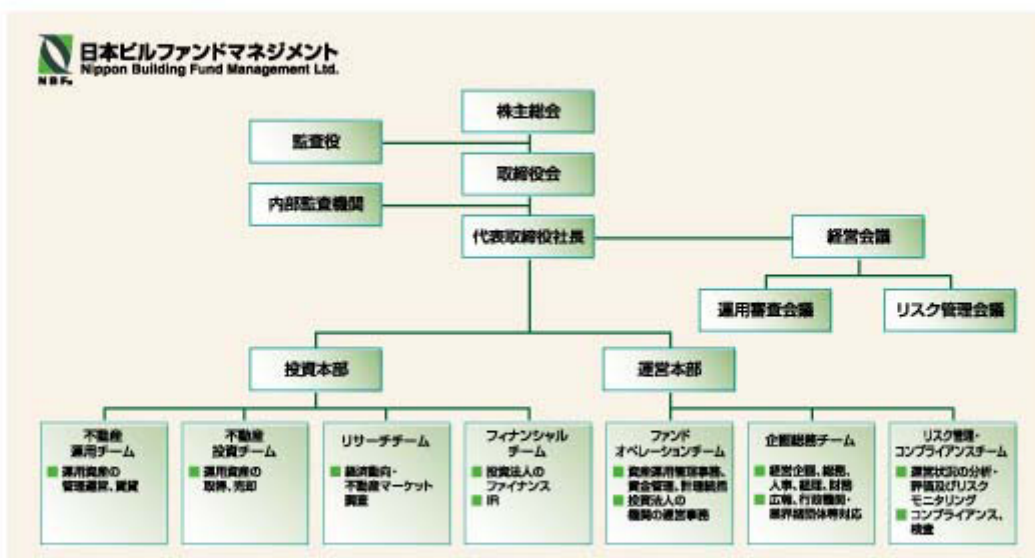 日本ビルファンドマネジメント
Nippon Building Fund Management Ltd.
NBF
株主総会
監査役
取締役会
内部監査機関
代表取締役社長
経営会議
運用審査会議
リスク管理会議
投資本部
運営本部
不動産
運用チーム
運用資産の
管理運営、賃貸
不動産
投資チーム
運用資産の
取得、売却
リサーチチーム
経済動向・
不動産マーケット
調査
フィナンシャル
チーム
投資法人の
ファイナンス
IR
ファンド
オペレーションチーム
資産運用管理事務、
資金管理、計理総務
投資法人の
機関の運営事務
企画総務チーム
経営企画、総務、
人事、経理、財務
広報、行政機関・
業界諸団体等対応
リスク管理・
コンプライアンスチーム
運営状況の分析・
評価及びリスク
モニタリング
コンプライアンス、
検査